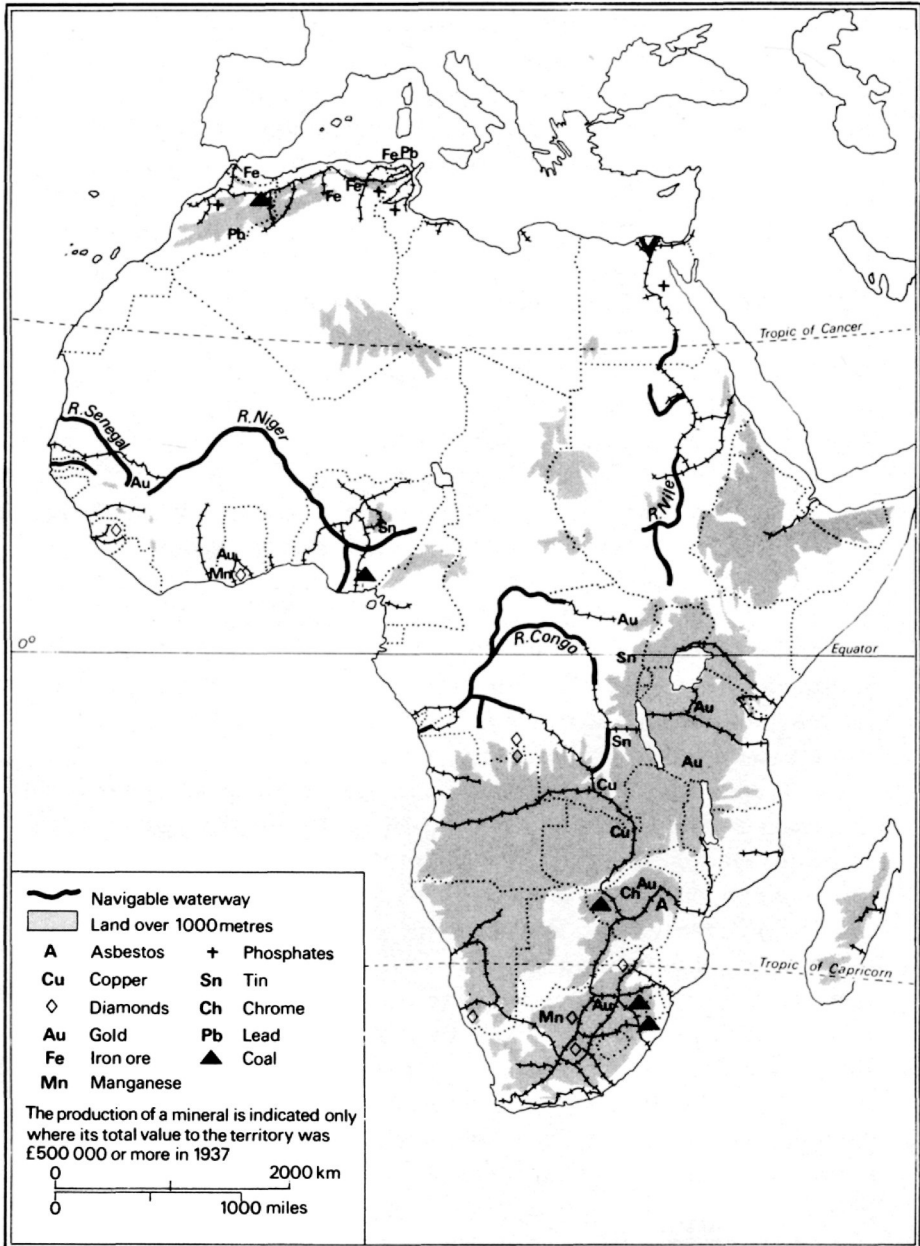 Fe Pb
Fe
Fe
Fe
Pb
Tropic of Cancer
R. Senegal
R. Niger
Au
R. Nile
Sn
Au
Mn
Au
0°
R. Congo
Equator
Sn
Au
Sn
Au
Cu
Cu
Au
Ch
A
Tropic of Capricorn
Mn
Au
Navigable waterway
Land over 1000 metres
A Asbestos + Phosphates
Cu Copper Sn Tin
◇ Diamonds Ch Chrome
Au Gold Pb Lead
Fe Iron ore ▲ Coal
Mn Manganese
The production of a mineral is indicated only
where its total value to the territory was
£500 000 or more in 1937
0 2000 km
0 1000 miles